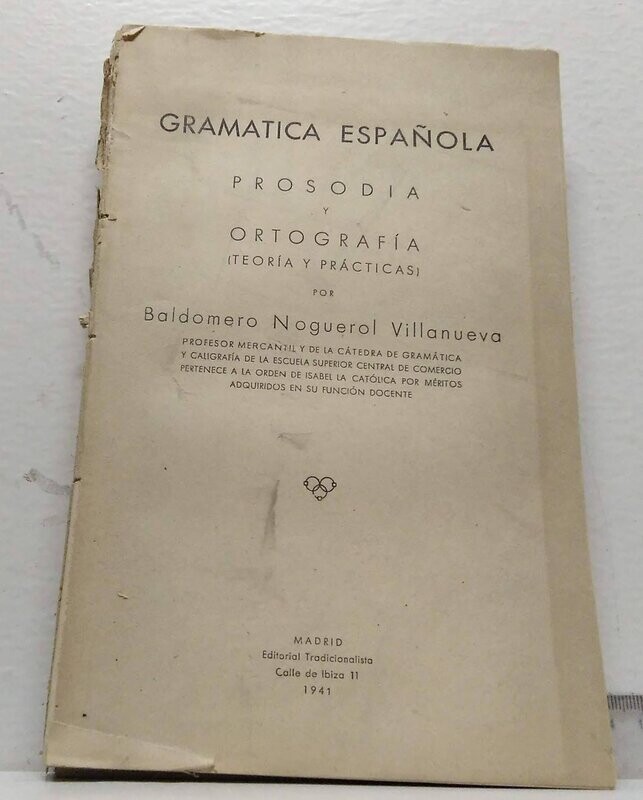 GRAMATICA ESPAÑOLA
PROSODIA
Y
ORTOGRAFÍA
(TEORÍA Y PRÁCTICAS)
POR
Baldomero Noguerol Villanueva
PROFESOR MERCANTIL Y DE LA CÁTEDRA DE GRAMÁTICA
Y CALIGRAFÍA DE LA ESCUELA SUPERIOR CENTRAL DE COMERCIO
PERTENECE A LA ORDEN DE ISABEL LA CATÓLICA POR MÉRITOS
ADQUIRIDOS EN SU FUNCIÓN DOCENTE
MADRID
Editorial Tradicionalista
Calle de Ibiza 11
1941